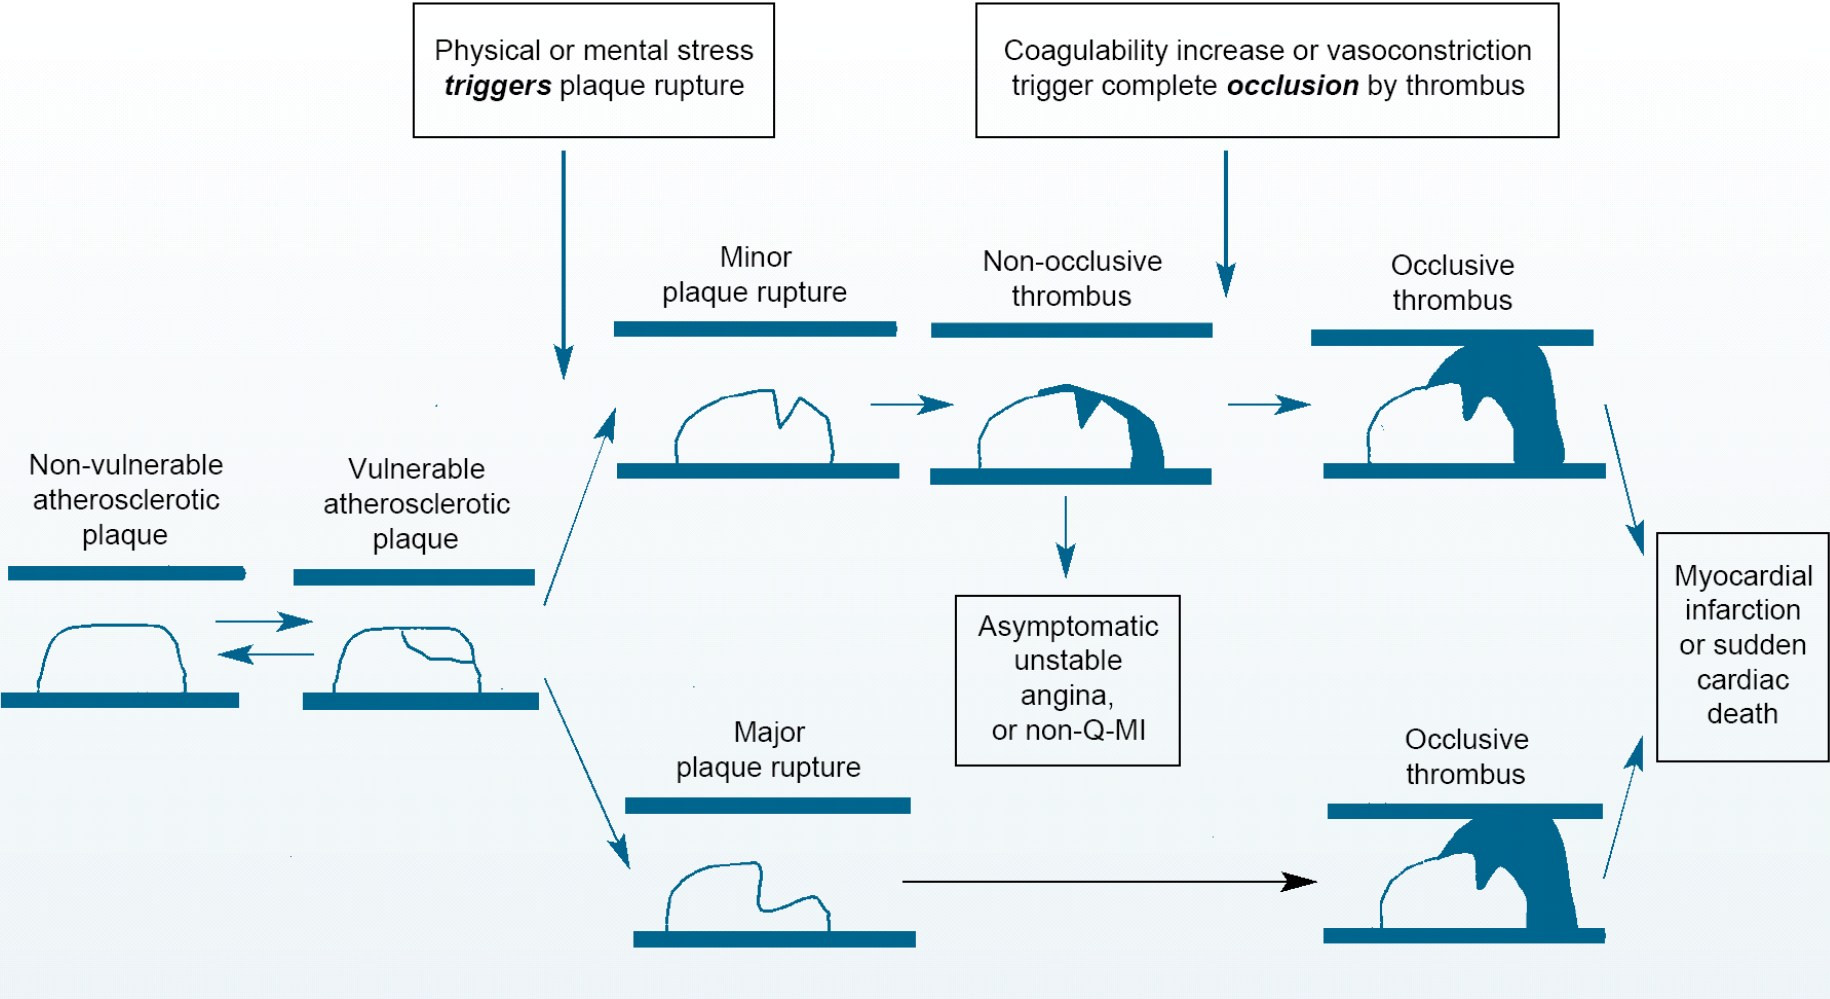 Physical or mental stress
triggers plaque rupture
Coagulability increase or vasoconstriction
trigger complete occlusion by thrombus
Minor
plaque rupture
Non-occlusive
thrombus
Occlusive
thrombus
Non-vulnerable
atherosclerotic
plaque
Vulnerable
atherosclerotic
plaque
Asymptomatic
unstable
angina,
or non-Q-MI
Myocardial
infarction
or sudden
cardiac
death
Major
plaque rupture
Occlusive
thrombus